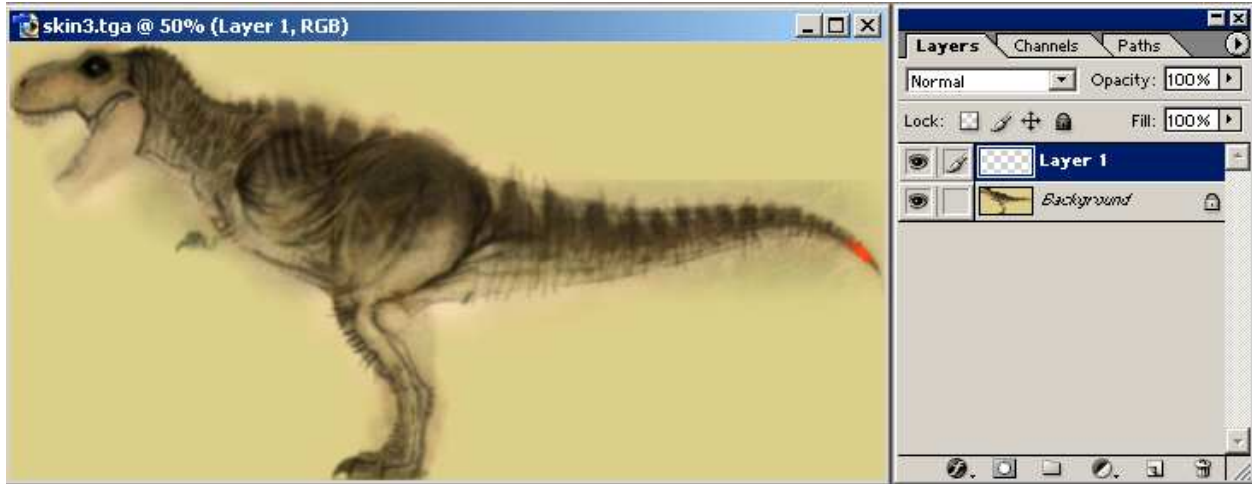 skin3.tga @ 50% (Layer 1, RGB)
Layers Channels Paths
Normal Opacity: 100%
Lock: Fill: 100%
Layer 1
Background